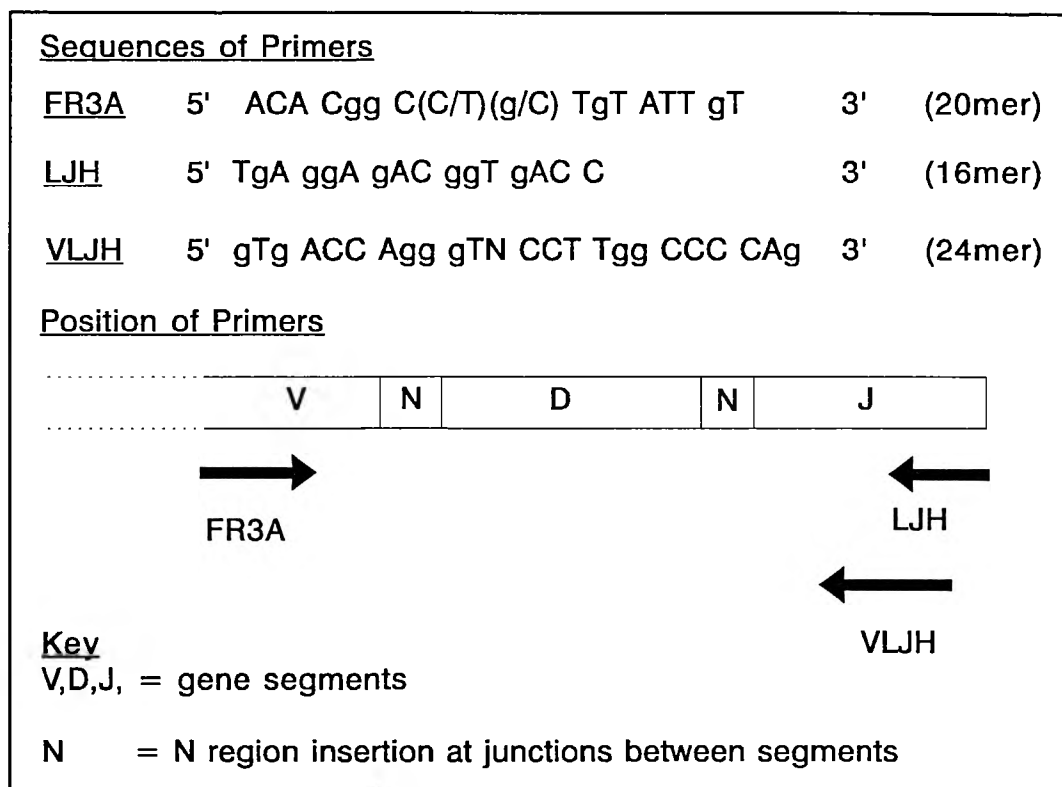 Sequences of Primers
FR3A 5' ACA Cgg C(C/T)(g/C) TgT ATT gT 3' (20mer)
LJH 5' TgA ggA gAC ggT gAC C 3' (16mer)
VLJH 5' gTg ACC Agg gTN CCT Tgg CCC CAg 3' (24mer)
Position of Primers
V N D N J
FR3A
LJH
VLJH
Key
V,D,J, = gene segments
N = N region insertion at junctions between segments